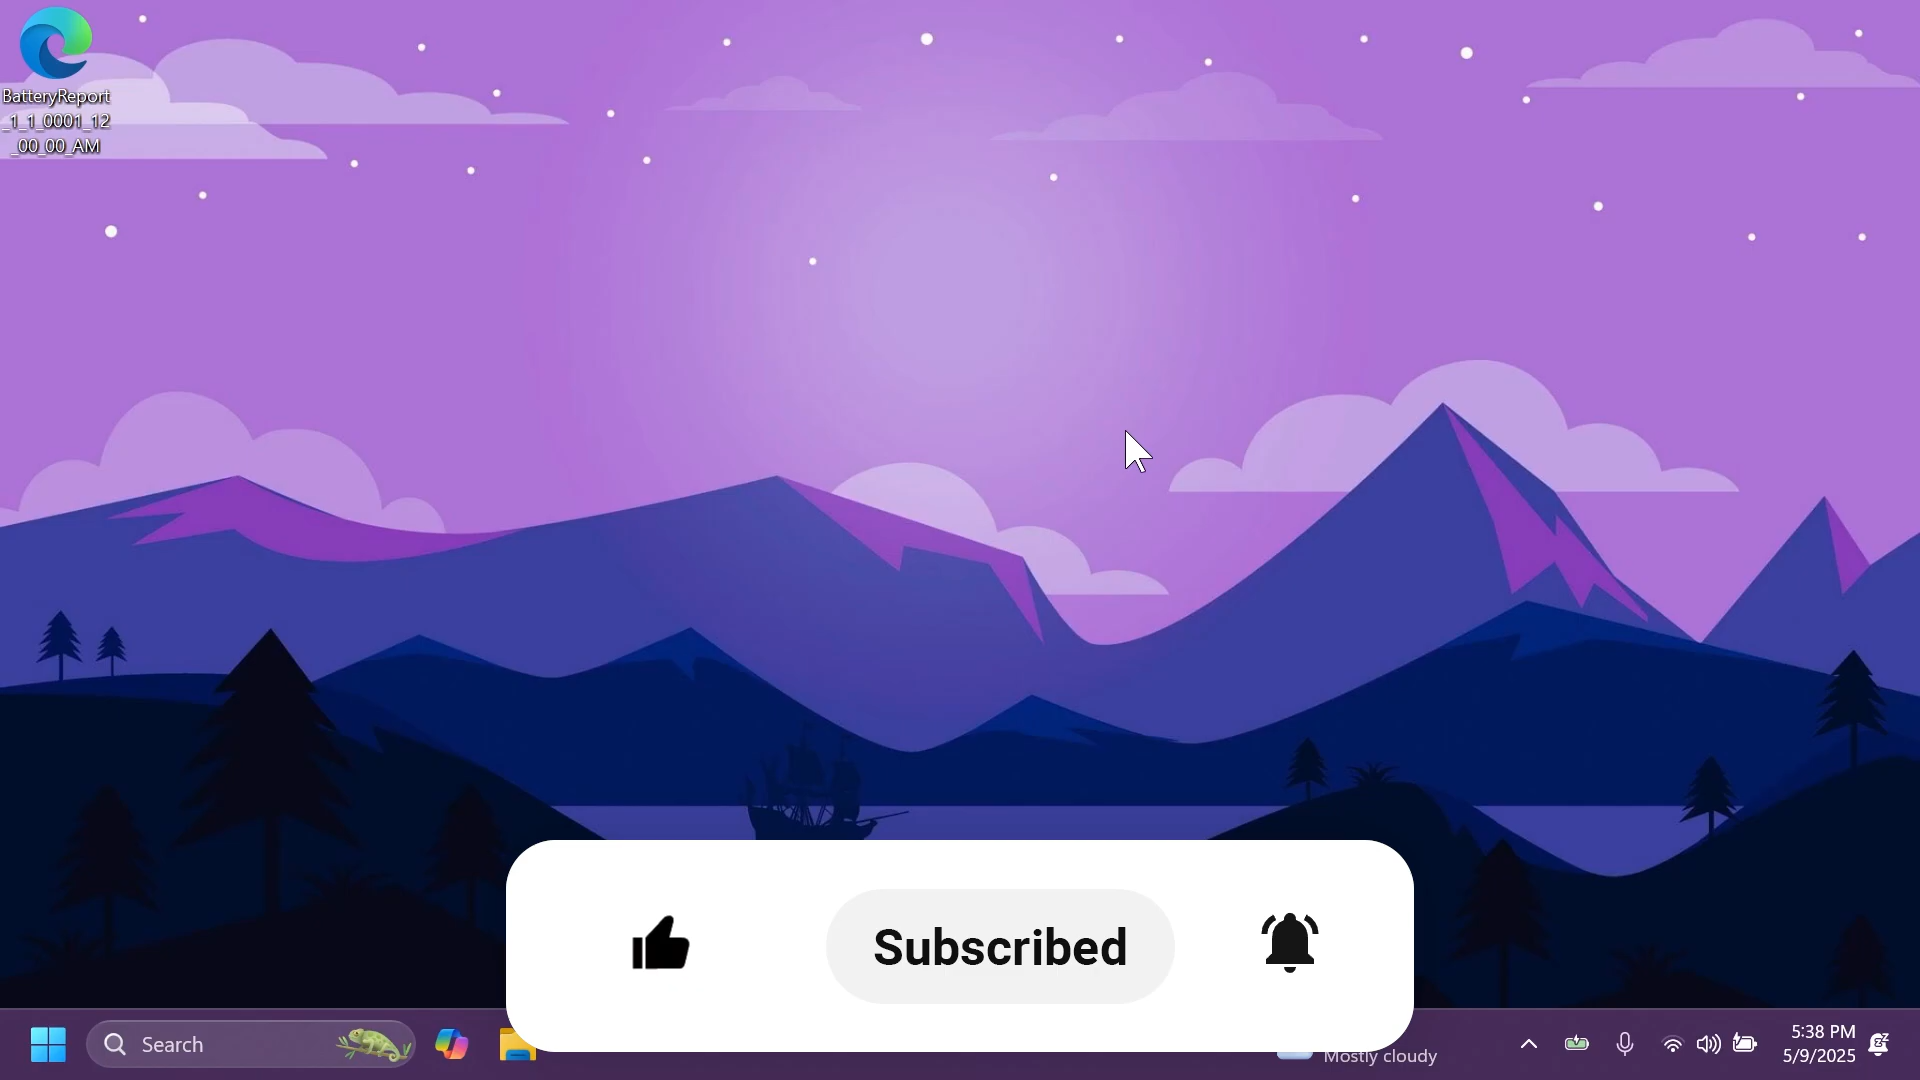 BatteryReport
_1_1_0001_12
_00_00_AM
Subscribed
Search
Mostly cloudy
5:38 PM
5/9/2025